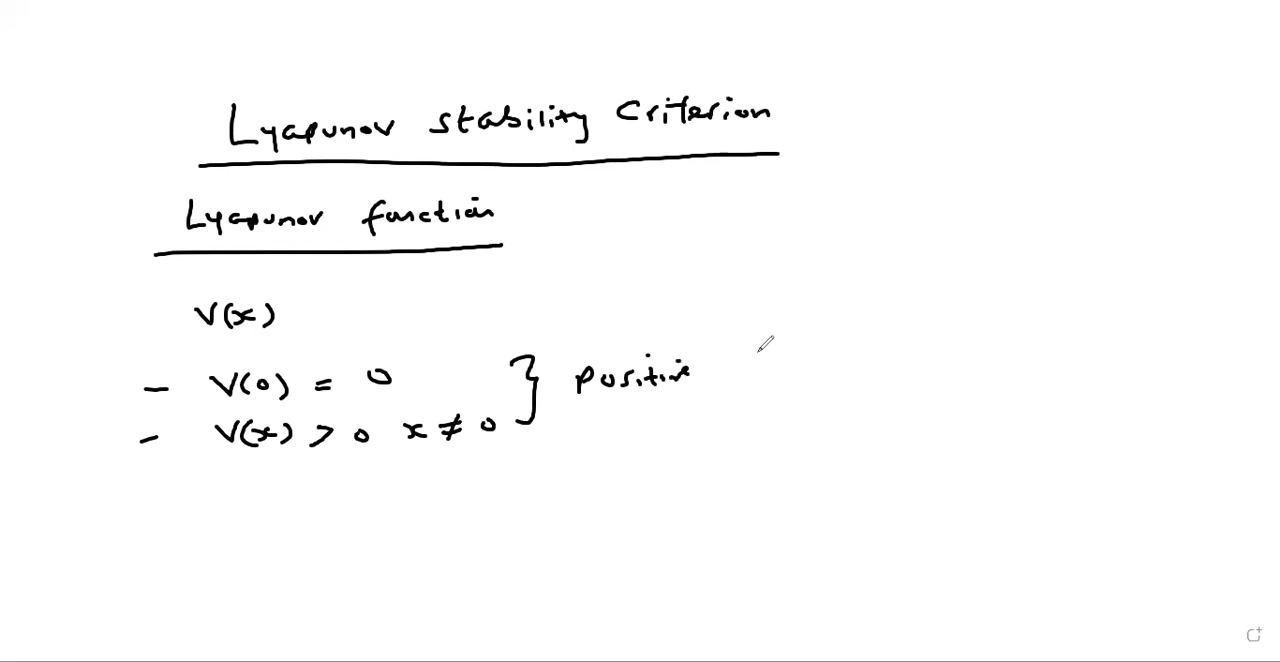 Lyapunov stability Criterion
Lyapunov function
V(x)
- V(0) = 0
- V(x) > 0 x ≠ 0 } positive